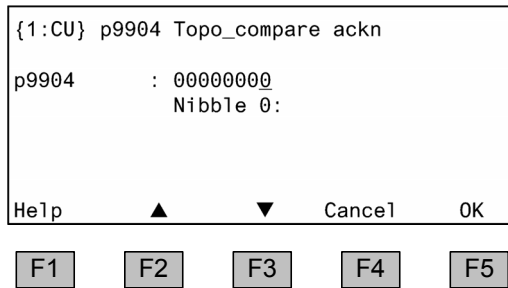 {1:CU} p9904 Topo_compare ackn
p9904 : 00000000
Nibble 0:
Help ▲ ▼ Cancel OK
F1 F2 F3 F4 F5